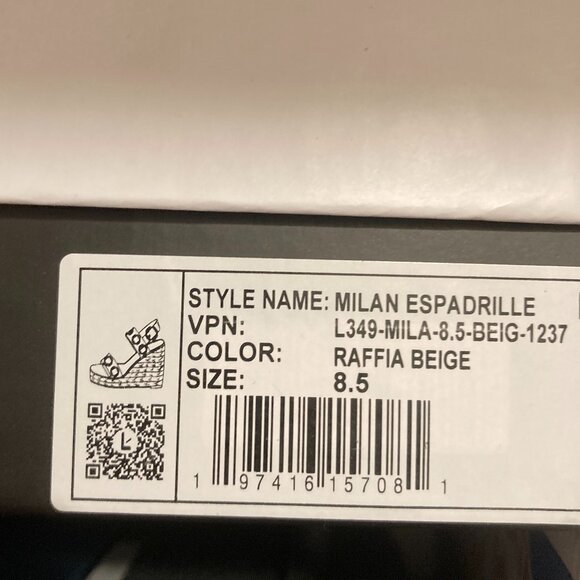 STYLE NAME: MILAN ESPADRILLE
VPN: L349-MILA-8.5-BEIG-1237
COLOR: RAFFIA BEIGE
SIZE: 8.5
L
1 97416 15708 1